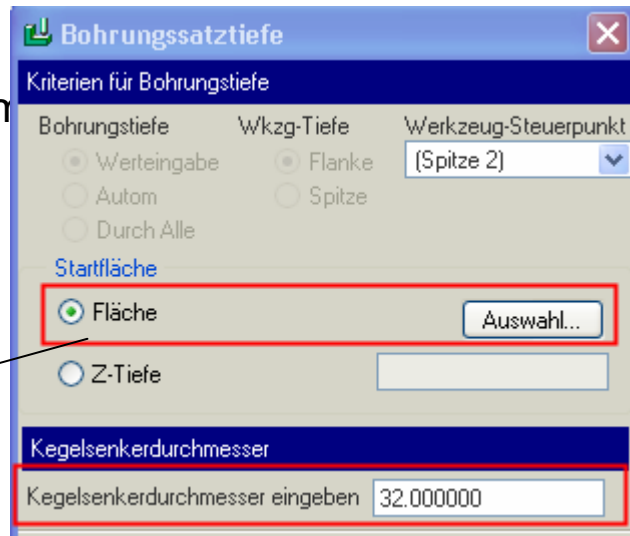 Bohrungssatztiefe
Kriterien für Bohrungstiefe
Bohrungstiefe Wkzg-Tiefe Werkzeug-Steuerpunkt
Werteingabe Flanke (Spitze 2)
Autom Spitze
Durch Alle
Startfläche
Fläche Auswahl...
Z-Tiefe
Kegelsenkerdurchmesser
Kegelsenkerdurchmesser eingeben 32.000000